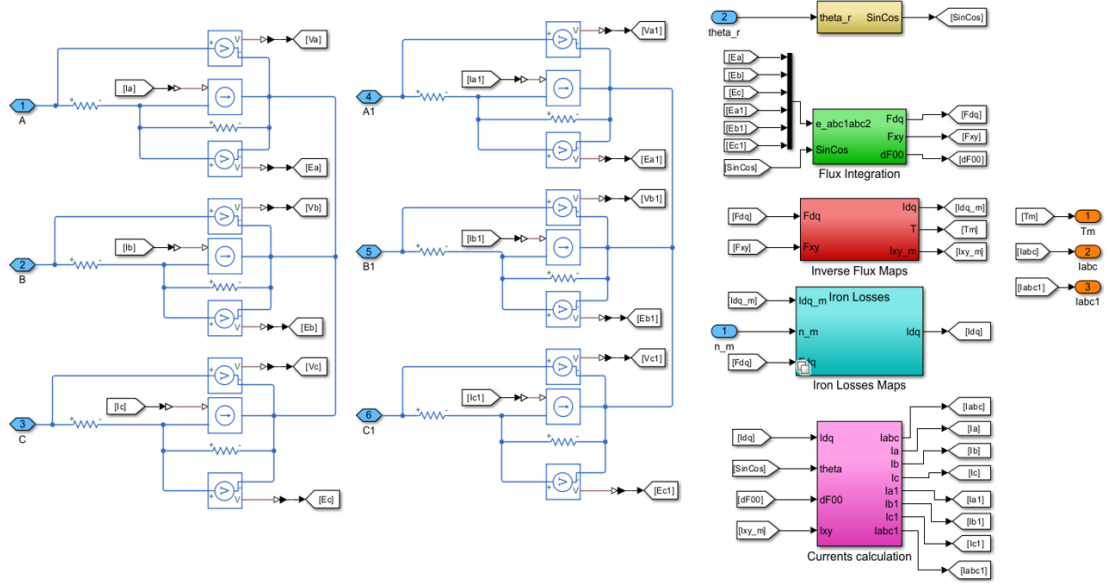 [Va]
[Ia]
1
A
[Ea]
[Vb]
[Ib]
2
B
[Eb]
[Vc]
[Ic]
3
C
[Ec]
[Va1]
[Ia1]
4
A1
[Ea1]
[Vb1]
[Ib1]
5
B1
[Eb1]
[Vc1]
[Ic1]
6
C1
[Ec1]
2
theta_r
theta_r SinCos
[SinCos]
[Ea]
[Eb]
[Ec]
[Ea1]
[Eb1]
[Ec1]
[SinCos]
e_abc1abc2
SinCos
Fdq
Fxy
dF00
[Fdq]
[Fxy]
[dF00]
Flux Integration
[Fdq]
[Fxy]
Fdq
Fxy
Idq
T
Ixy_m
[Idq_m]
[Tm]
[Ixy_m]
Inverse Flux Maps
[Idq_m]
1
n_m
[Fdq]
Iron Losses
Idq_m
n_m
Idq
[Idq]
Iron Losses Maps
[Idq]
[SinCos]
[dF00]
[Ixy_m]
Idq
theta
dF00
Ixy
Iabc
Ia
Ib
Ic
Ia1
Ib1
Ic1
Iabc1
[Iabc]
[Ia]
[Ib]
[Ic]
[Ia1]
[Ib1]
[Ic1]
[Iabc1]
Currents calculation
[Tm]
1
Tm
[Iabc]
2
Iabc
[Iabc1]
3
Iabc1